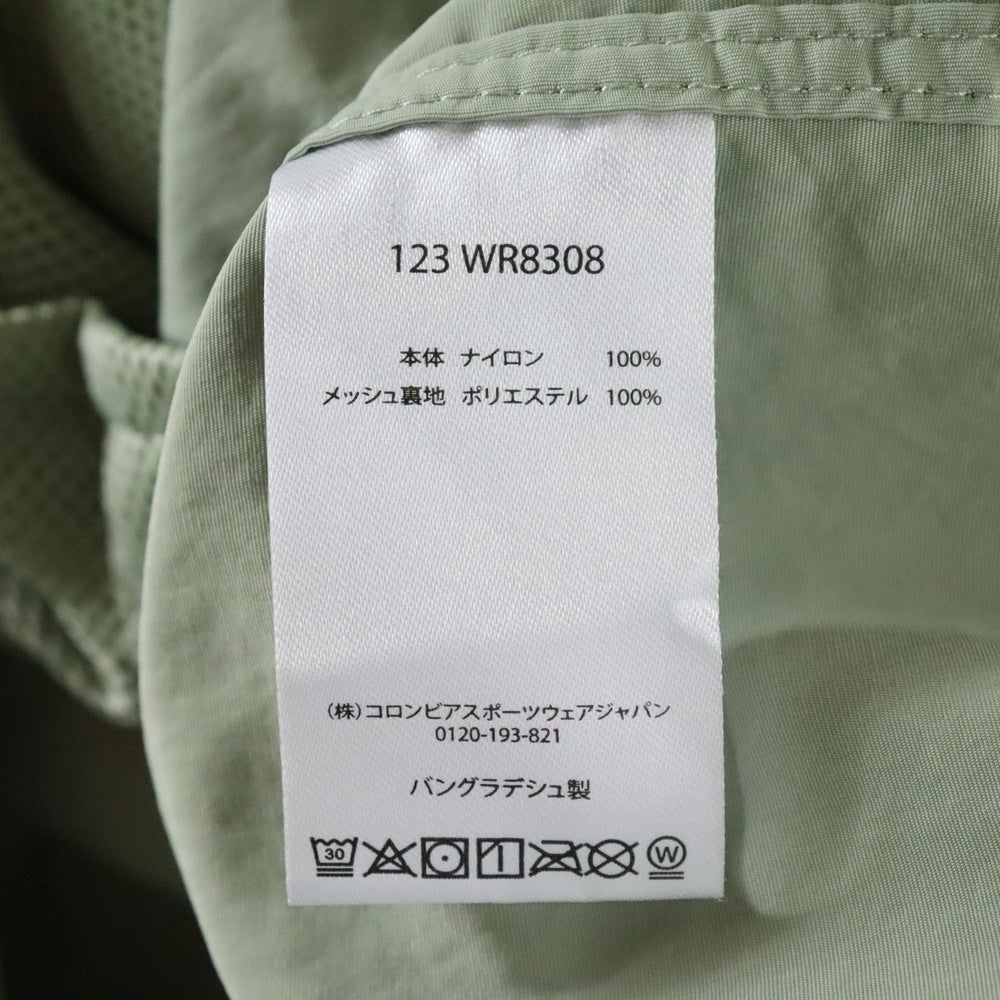 123 WR8308
本体 ナイロン 100%
メッシュ裏地 ポリエステル 100%
(株)コロンビアスポーツウェアジャパン
0120-193-821
バングラデシュ製
30 W